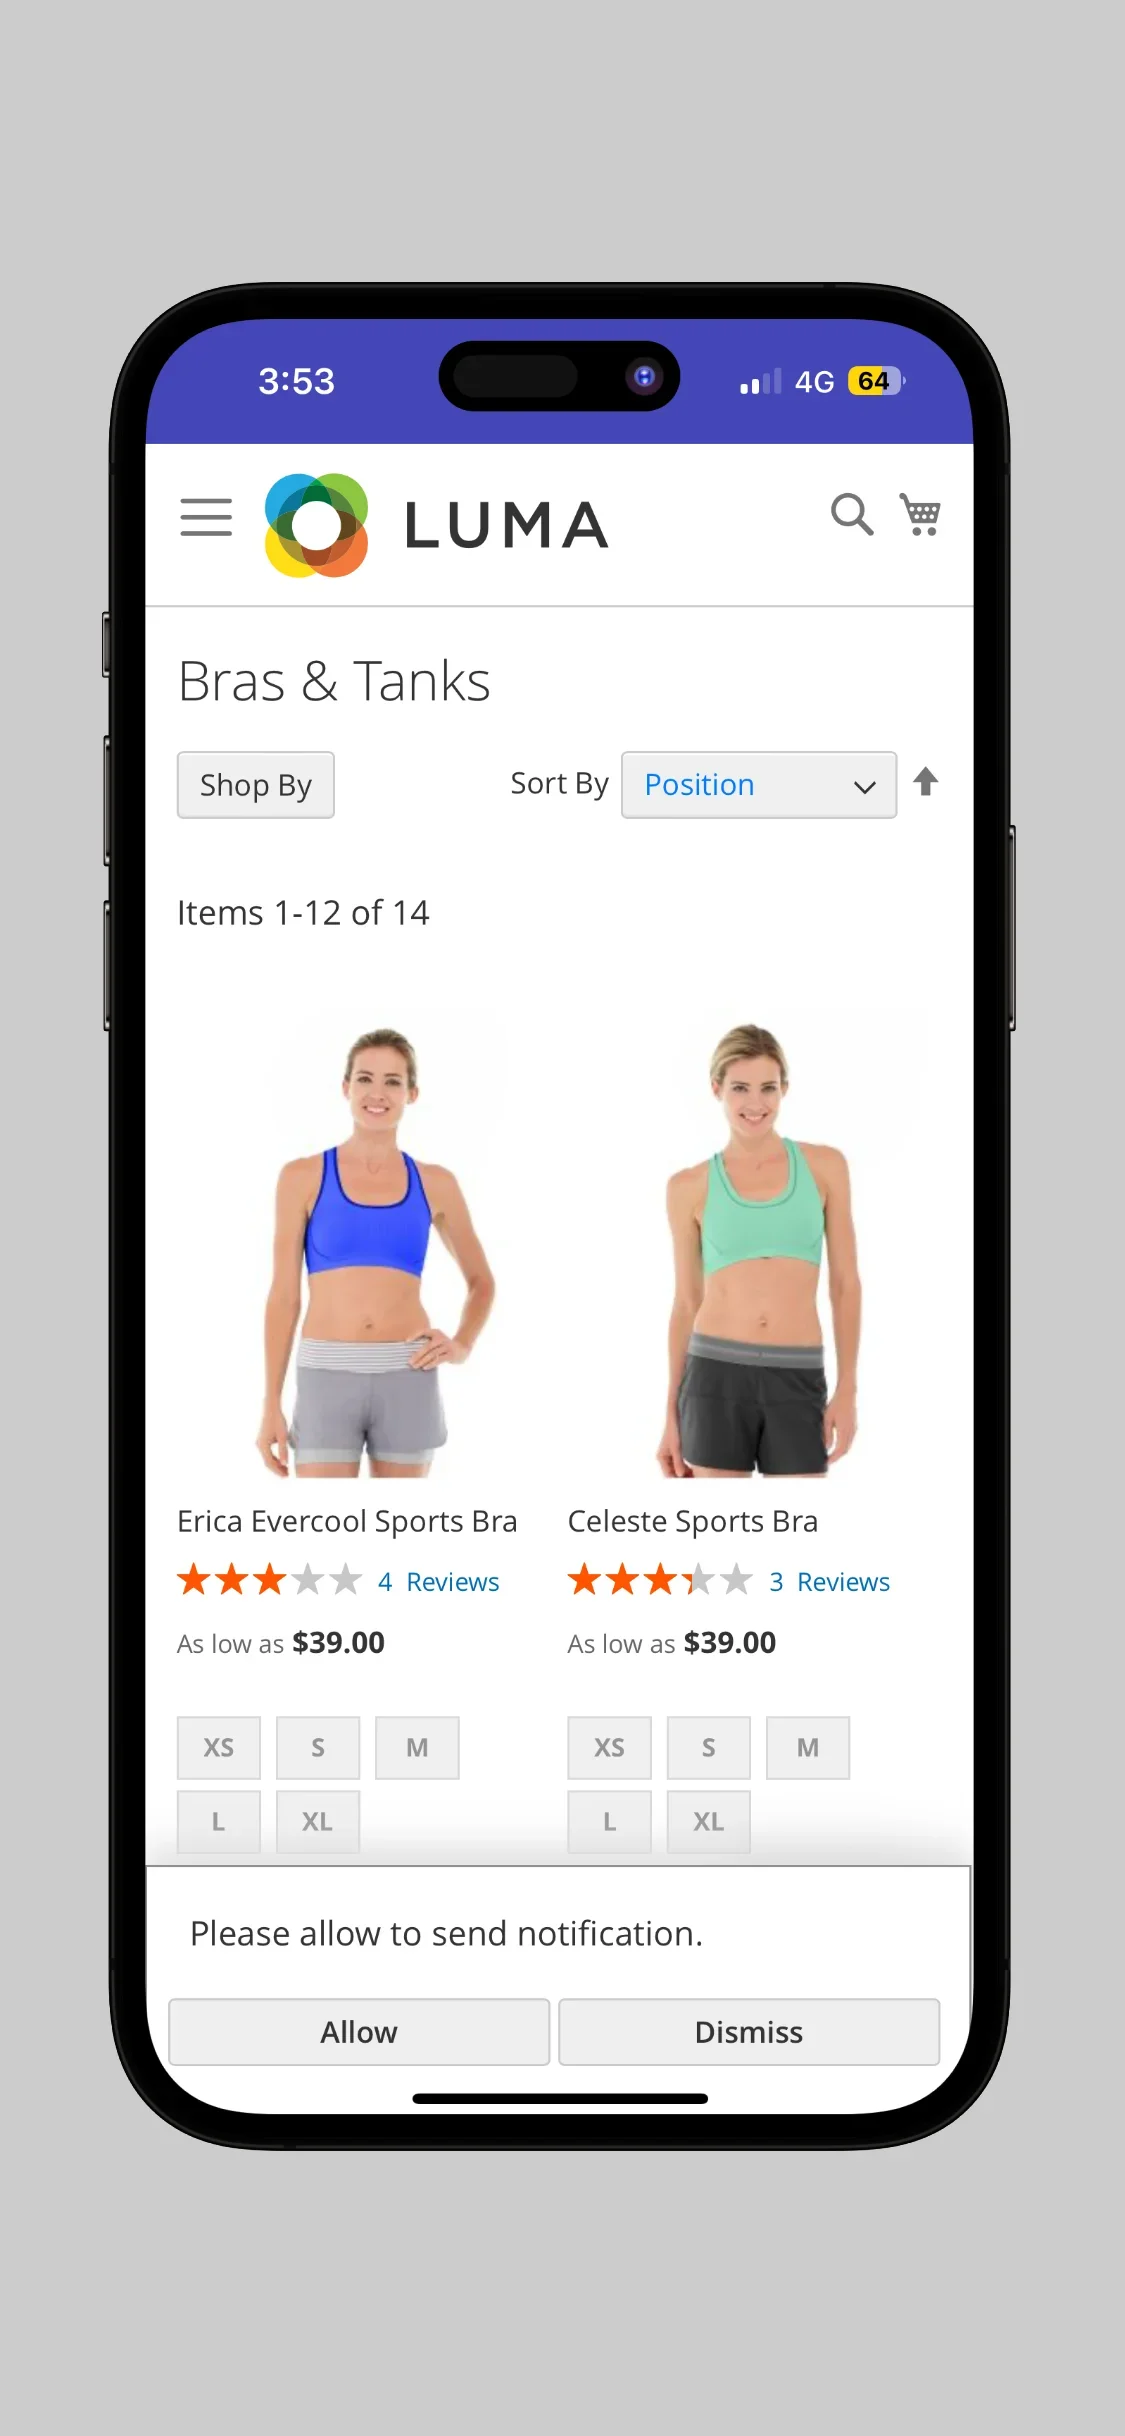 3:53 4G 64
LUMA
Bras & Tanks
Shop By Sort By Position
Items 1-12 of 14
Erica Evercool Sports Bra Celeste Sports Bra
4 Reviews 3 Reviews
As low as $39.00 As low as $39.00
XS S M XS S M
L XL L XL
Please allow to send notification.
Allow Dismiss